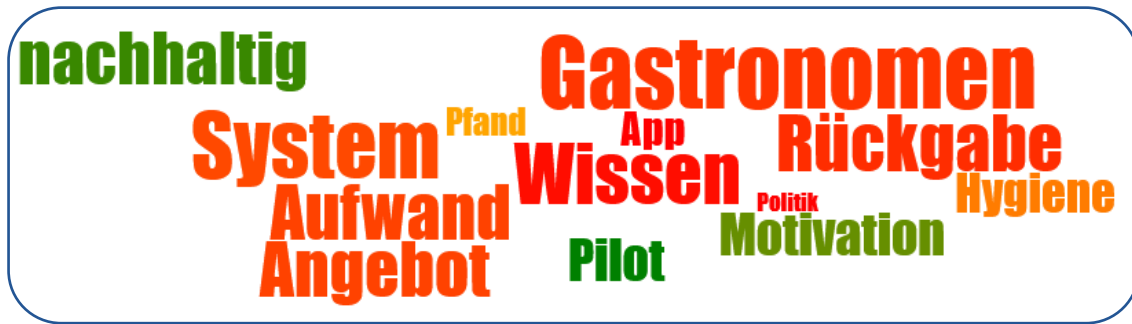 nachhaltig
Gastronomen
System
Pfand
App
Rückgabe
Wissen
Hygiene
Aufwand
Politik
Motivation
Pilot
Angebot